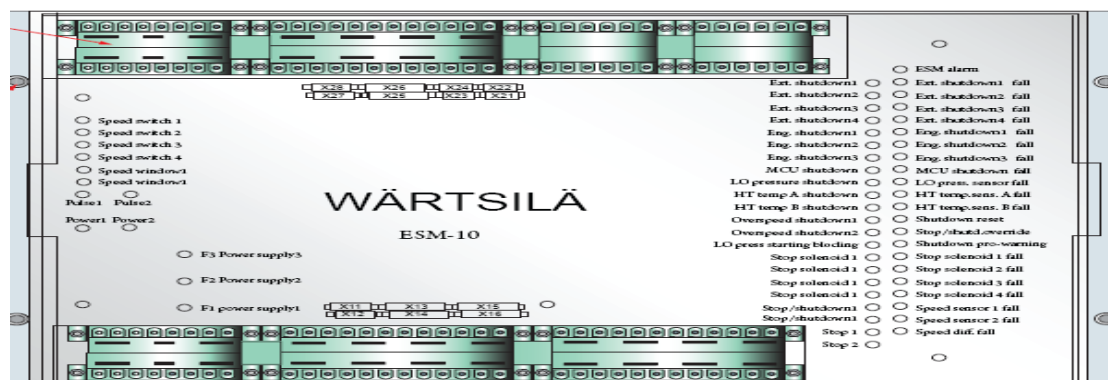 X28 X26 X24 X22
X27 X25 X23 X21
Speed switch 1
Speed switch 2
Speed switch 3
Speed switch 4
Speed window1
Speed window1
Pulse1 Pulse2
Power1 Power2
WÄRTSILÄ
ESM-10
F3 Power supply3
F2 Power supply2
F1 power supply1
X11 X13 X15
X12 X14 X16
Ext. shutdown1
Ext. shutdown2
Ext. shutdown3
Ext. shutdown4
Eng. shutdown1
Eng. shutdown2
Eng. shutdown3
MCU shutdown
LO pressure shutdown
HT temp A shutdown
HT temp B shutdown
Overspeed shutdown1
Overspeed shutdown2
LO press starting blocling
Stop solenoid 1
Stop solenoid 1
Stop solenoid 1
Stop solenoid 1
Stop/shutdown1
Stop/shutdown1
Stop 1
Stop 2
ESM alarm
Ext. shutdown1 fall
Ext. shutdown2 fall
Ext. shutdown3 fall
Ext. shutdown4 fall
Eng. shutdown1 fall
Eng. shutdown2 fall
Eng. shutdown3 fall
MCU shutdown fall
LO press. sensor fall
HT temp.sens. A fall
HT temp.sens. B fall
Shutdown reset
Stop/shutd.override
Shutdown pro-warning
Stop solenoid 1 fall
Stop solenoid 2 fall
Stop solenoid 3 fall
Stop solenoid 4 fall
Speed sensor 1 fall
Speed sensor 2 fall
Speed diff. fall